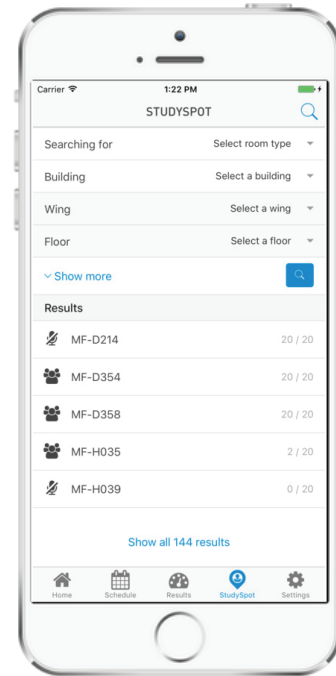 Carrier 1:22 PM
STUDYSPOT
Searching for Select room type
Building Select a building
Wing Select a wing
Floor Select a floor
Show more
Results
MF-D214 20 / 20
MF-D354 20 / 20
MF-D358 20 / 20
MF-H035 2 / 20
MF-H039 0 / 20
Show all 144 results
Home Schedule Results StudySpot Settings